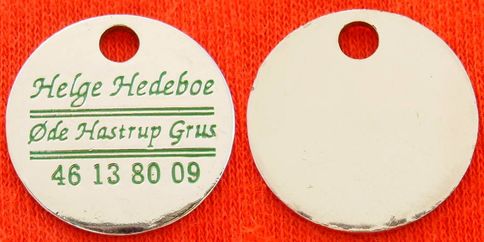 Helge Hedeboe
Øde Hastrup Grus
46 13 80 09